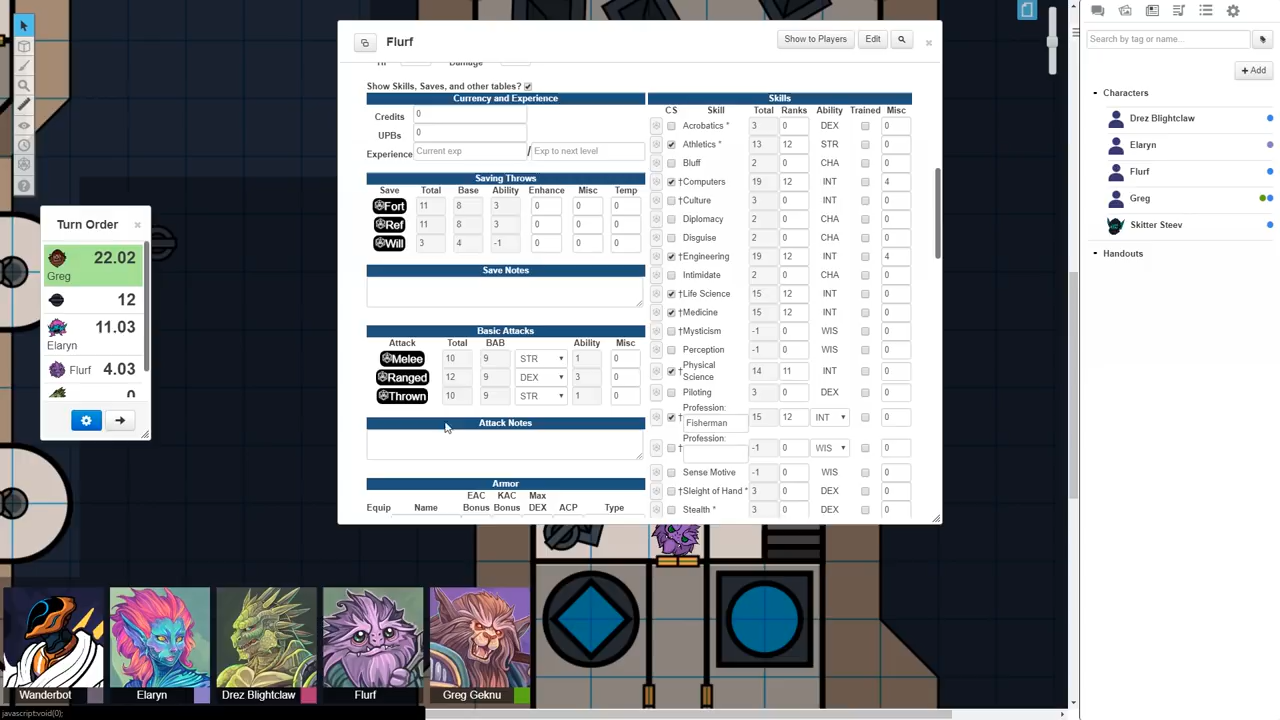 Flurf
Show to Players
Edit
Search by tag or name...
+ Add
Characters
Drez Blightclaw
Elaryn
Flurf
Greg
Skitter Steev
Handouts
Show Skills, Saves, and other tables?
Currency and Experience
Credits 0
UPBs 0
Experience Current exp / Exp to next level
Saving Throws
Save Total Base Ability Enhance Misc Temp
Fort 11 8 3 0 0 0
Ref 11 8 3 0 0 0
Will 3 4 -1 0 0 0
Save Notes
Basic Attacks
Attack Total BAB Ability Misc
Melee 10 9 STR 1 0
Ranged 12 9 DEX 3 0
Thrown 10 9 STR 1 0
Attack Notes
Armor
EAC KAC Max
Equip Name Bonus Bonus DEX ACP Type
Skills
CS Skill Total Ranks Ability Trained Misc
Acrobatics * 3 0 DEX 0
Athletics * 13 12 STR 0
Bluff 2 0 CHA 0
†Computers 19 12 INT 4
†Culture 3 0 INT 0
Diplomacy 2 0 CHA 0
Disguise 2 0 CHA 0
†Engineering 19 12 INT 4
Intimidate 2 0 CHA 0
†Life Science 15 12 INT 0
†Medicine 15 12 INT 0
†Mysticism -1 0 WIS 0
Perception -1 0 WIS 0
†Physical
Science 14 11 INT 0
Piloting 3 0 DEX 0
†Profession:
Fisherman 15 12 INT 0
†Profession:
-1 0 WIS 0
Sense Motive -1 0 WIS 0
†Sleight of Hand * 3 0 DEX 0
Stealth * 3 0 DEX 0
Turn Order
22.02
Greg
12
11.03
Elaryn
Flurf 4.03
Wanderbot
Elaryn
Drez Blightclaw
Flurf
Greg Geknu
javascript:void(0);